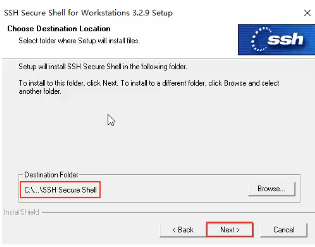 SSH Secure Shell for Workstations 3.2.9 Setup
Choose Destination Location
Select folder where Setup will install files.
ssh
Setup will install SSH Secure Shell in the following folder.
To install to this folder, click Next. To install to a different folder, click Browse and select
another folder.
Destination Folder
C:\...\SSH Secure Shell
Browse...
InstallShield
< Back
Next >
Cancel